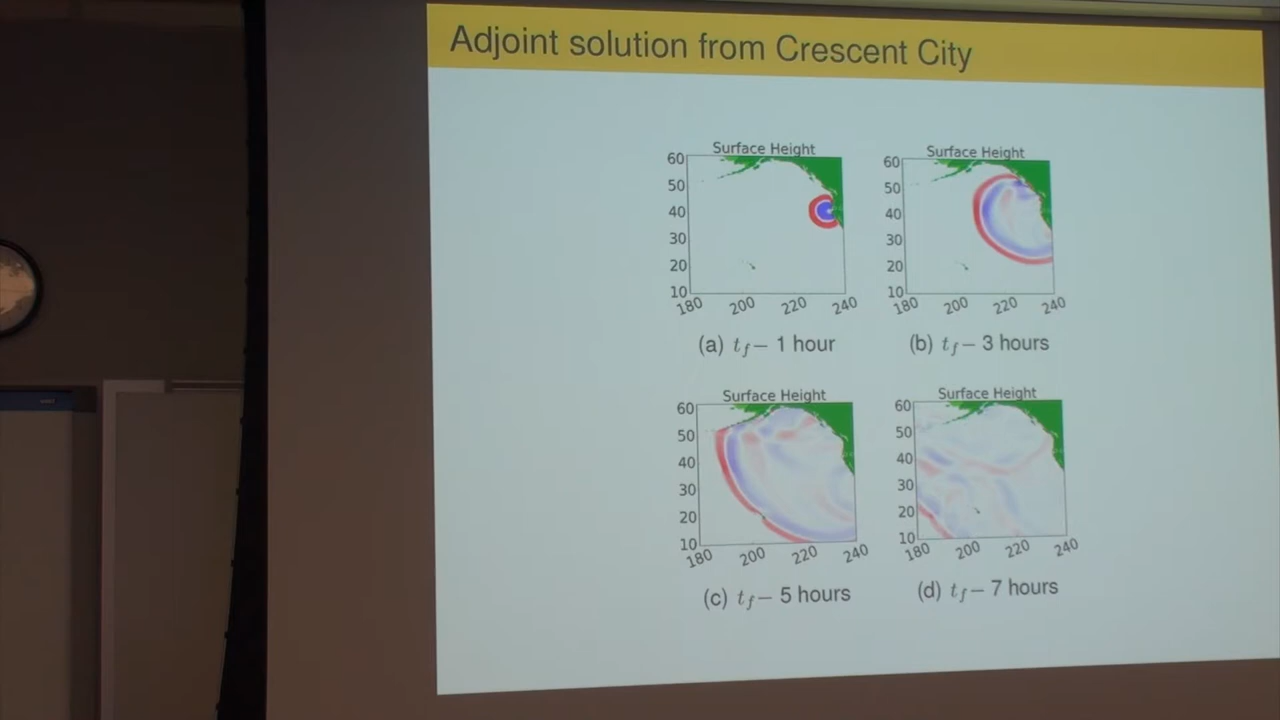 Adjoint solution from Crescent City
Surface Height
60
50
40
30
20
10
180 200 220 240
(a) t_f − 1 hour
Surface Height
60
50
40
30
20
10
180 200 220 240
(b) t_f − 3 hours
Surface Height
60
50
40
30
20
10
180 200 220 240
(c) t_f − 5 hours
Surface Height
60
50
40
30
20
10
180 200 220 240
(d) t_f − 7 hours